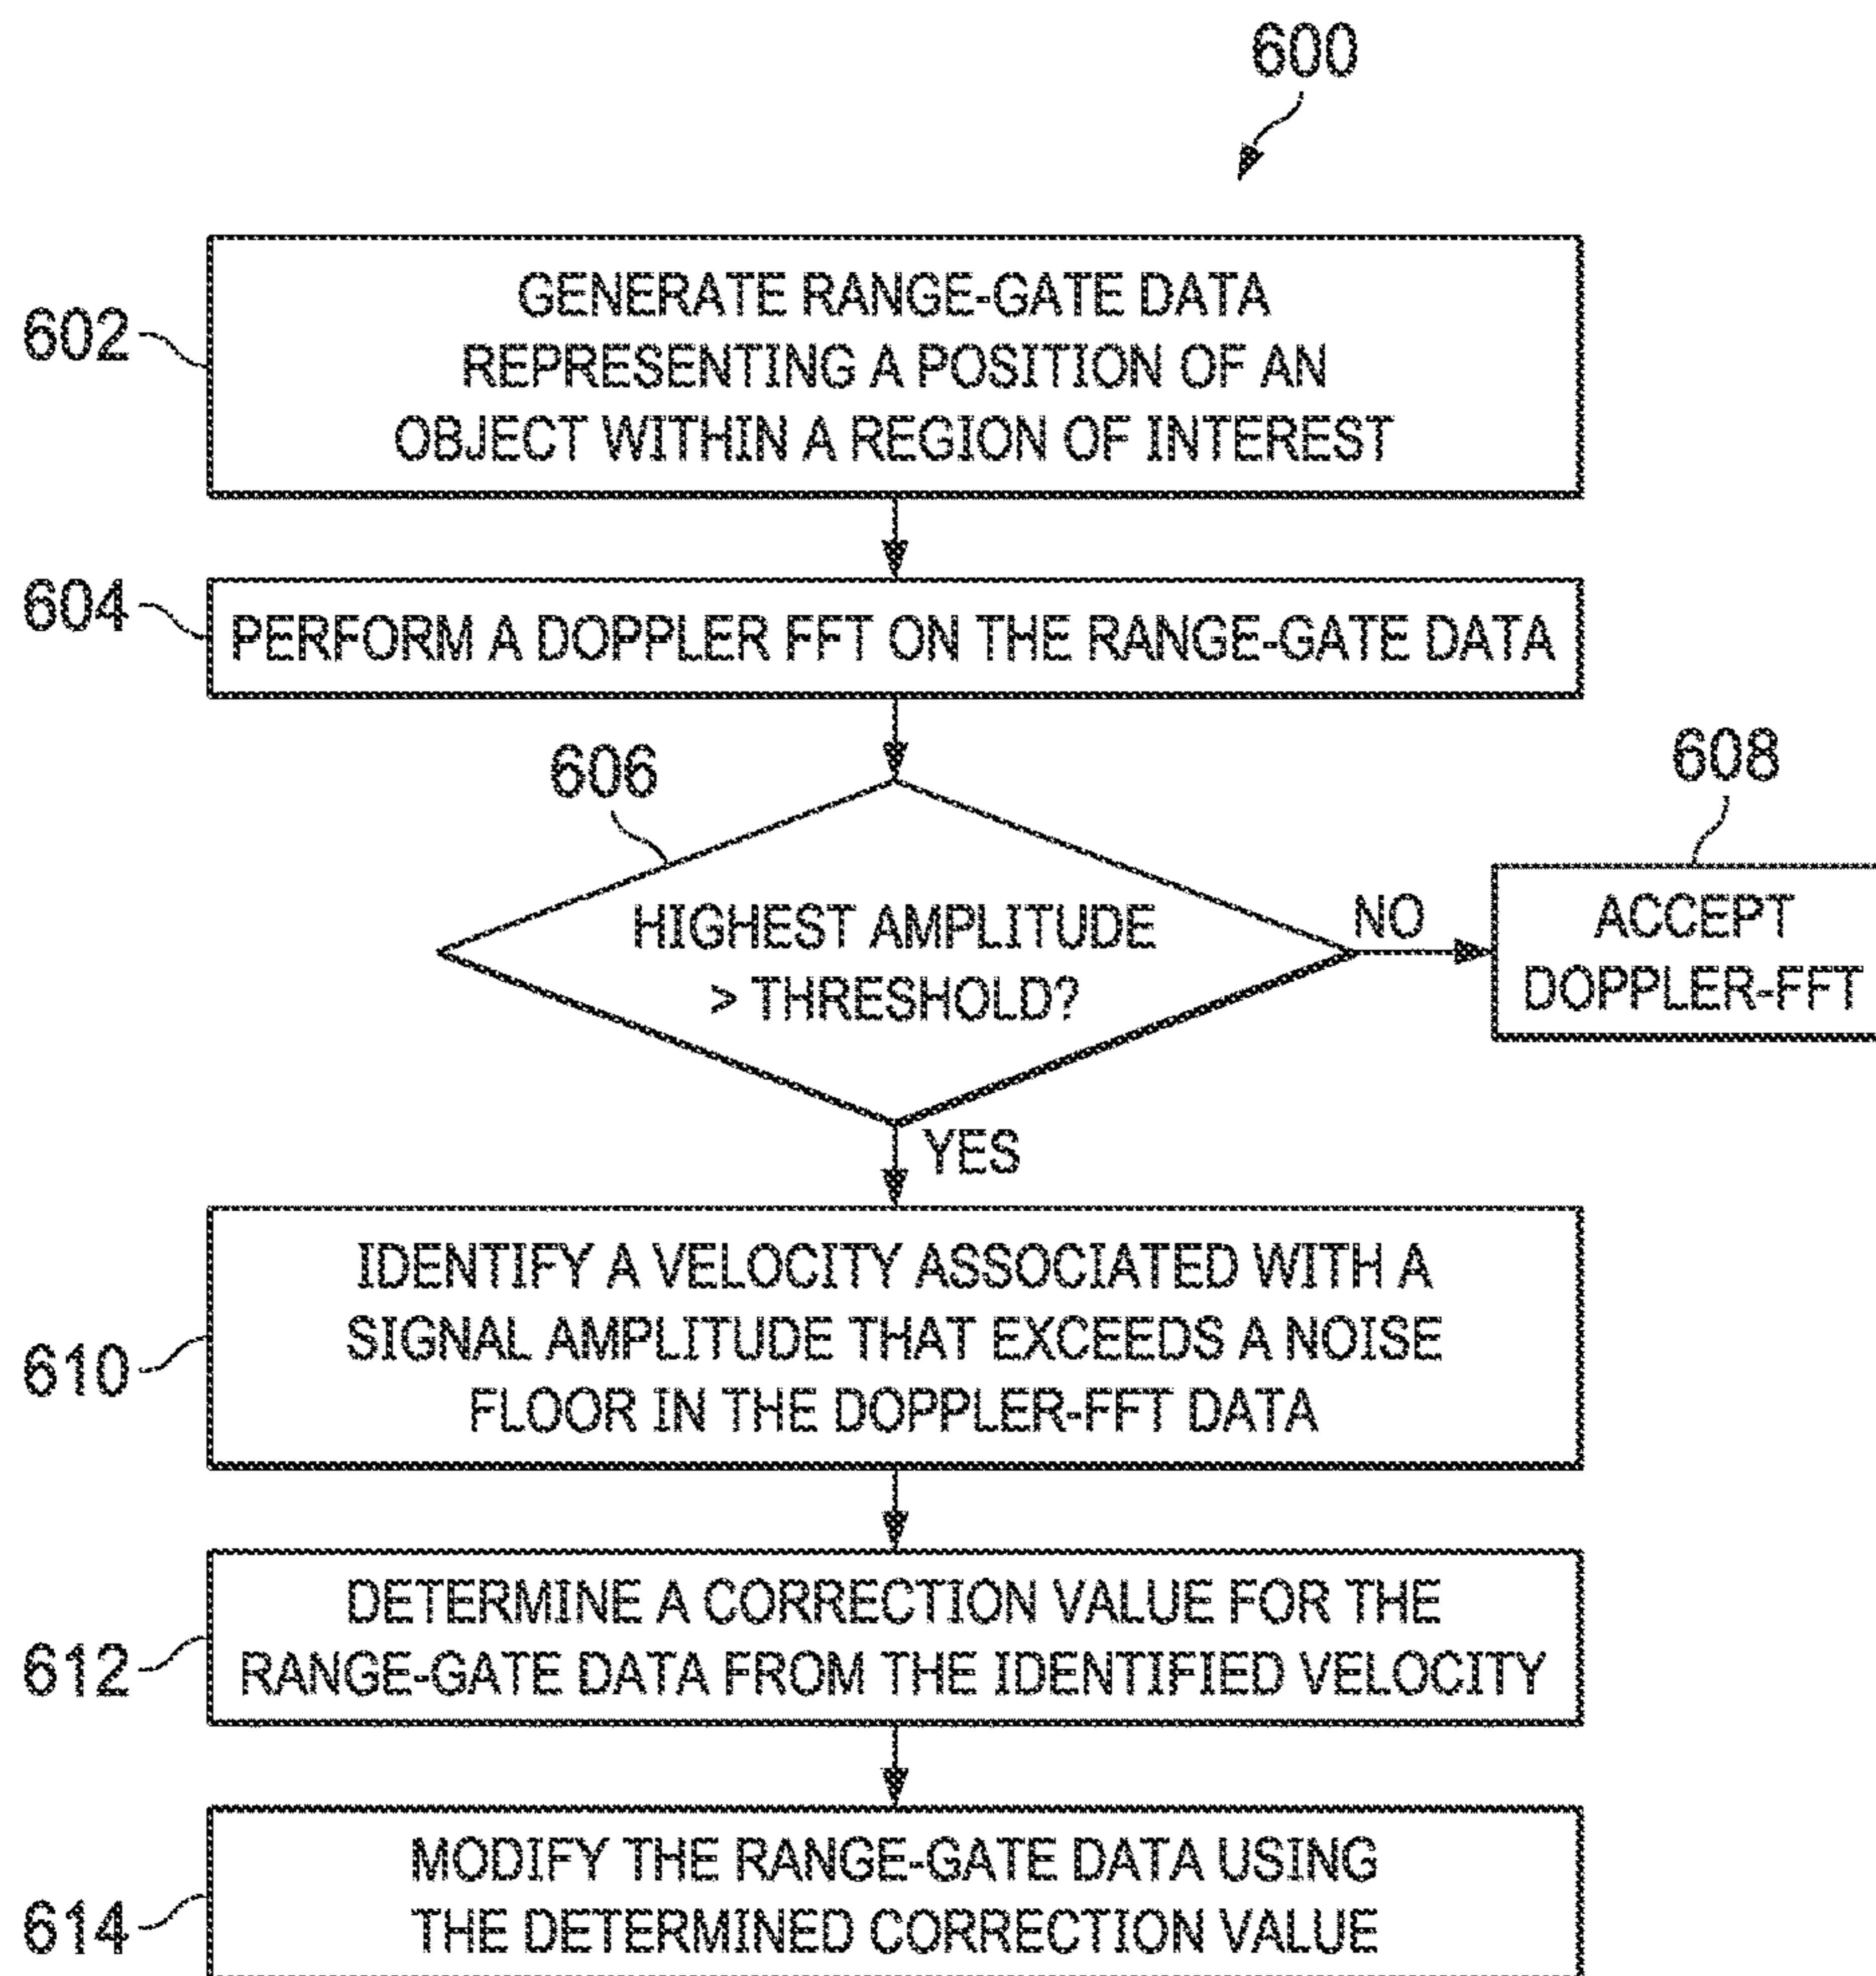 600
602
GENERATE RANGE-GATE DATA
REPRESENTING A POSITION OF AN
OBJECT WITHIN A REGION OF INTEREST
604
PERFORM A DOPPLER FFT ON THE RANGE-GATE DATA
606
HIGHEST AMPLITUDE
> THRESHOLD?
NO
608
ACCEPT
DOPPLER-FFT
YES
610
IDENTIFY A VELOCITY ASSOCIATED WITH A
SIGNAL AMPLITUDE THAT EXCEEDS A NOISE
FLOOR IN THE DOPPLER-FFT DATA
612
DETERMINE A CORRECTION VALUE FOR THE
RANGE-GATE DATA FROM THE IDENTIFIED VELOCITY
614
MODIFY THE RANGE-GATE DATA USING
THE DETERMINED CORRECTION VALUE